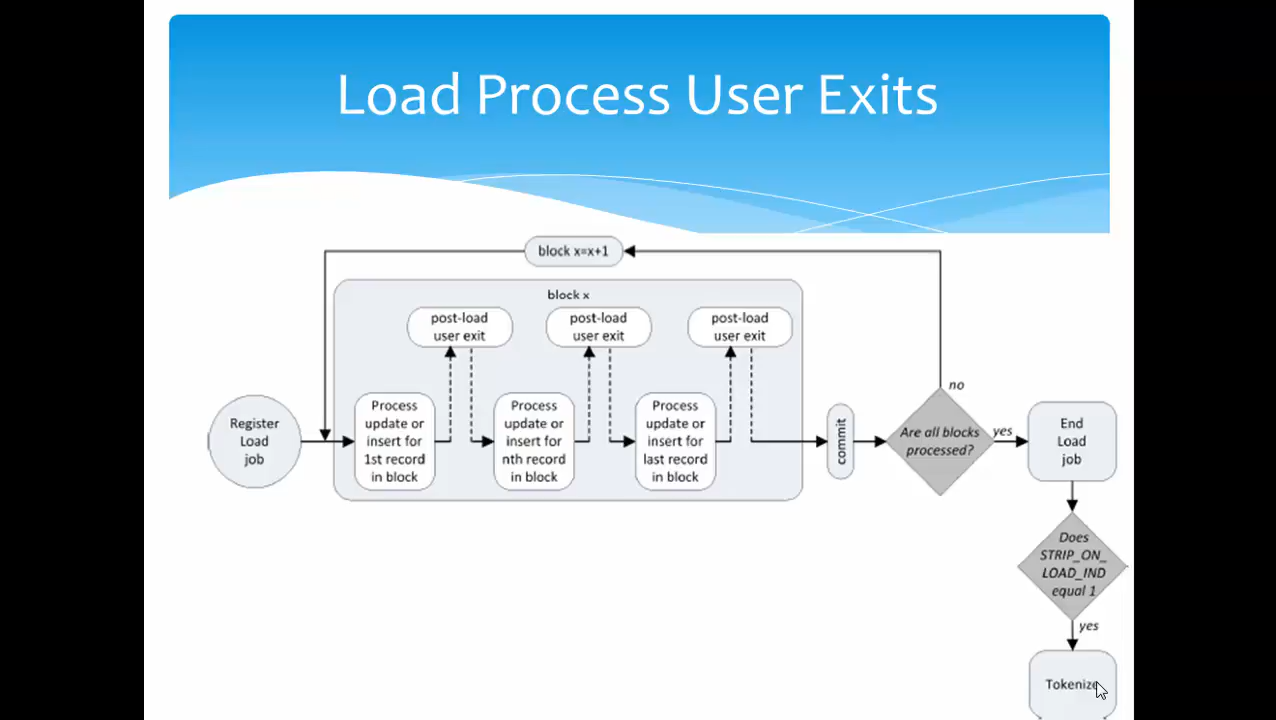 Load Process User Exits
block x=x+1
block x
post-load
user exit
post-load
user exit
post-load
user exit
Register
Load
job
Process
update or
insert for
1st record
in block
Process
update or
insert for
nth record
in block
Process
update or
insert for
last record
in block
commit
Are all blocks
processed?
no
yes
End
Load
job
Does
STRIP_ON_
LOAD_IND
equal 1
yes
Tokenize